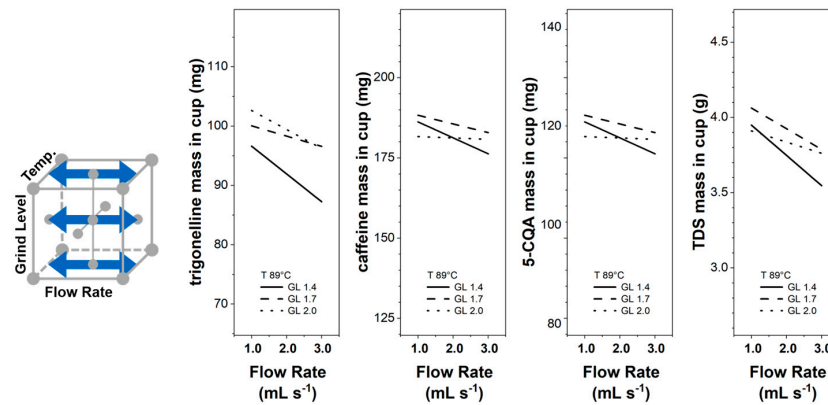 Temp.
Grind Level
Flow Rate
trigonelline mass in cup (mg)
110
100
90
80
70
T 89°C
GL 1.4
GL 1.7
GL 2.0
1.0 2.0 3.0
Flow Rate
(mL s⁻¹)
caffeine mass in cup (mg)
200
175
150
125
T 89°C
GL 1.4
GL 1.7
GL 2.0
1.0 2.0 3.0
Flow Rate
(mL s⁻¹)
5-CQA mass in cup (mg)
140
120
100
80
T 89°C
GL 1.4
GL 1.7
GL 2.0
1.0 2.0 3.0
Flow Rate
(mL s⁻¹)
TDS mass in cup (g)
4.5
4.0
3.5
3.0
T 89°C
GL 1.4
GL 1.7
GL 2.0
1.0 2.0 3.0
Flow Rate
(mL s⁻¹)